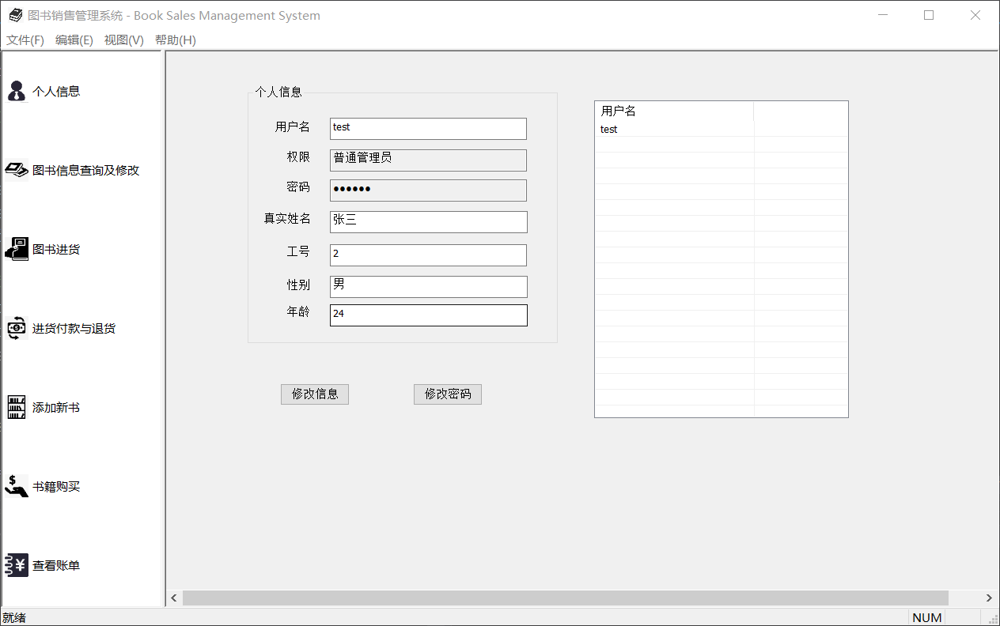 图书销售管理系统 - Book Sales Management System
文件(F) 编辑(E) 视图(V) 帮助(H)
个人信息
图书信息查询及修改
图书进货
进货付款与退货
添加新书
书籍购买
查看账单
个人信息
用户名 test
权限 普通管理员
密码 ●●●●●●
真实姓名 张三
工号 2
性别 男
年龄 24
修改信息 修改密码
用户名
test
就绪 NUM